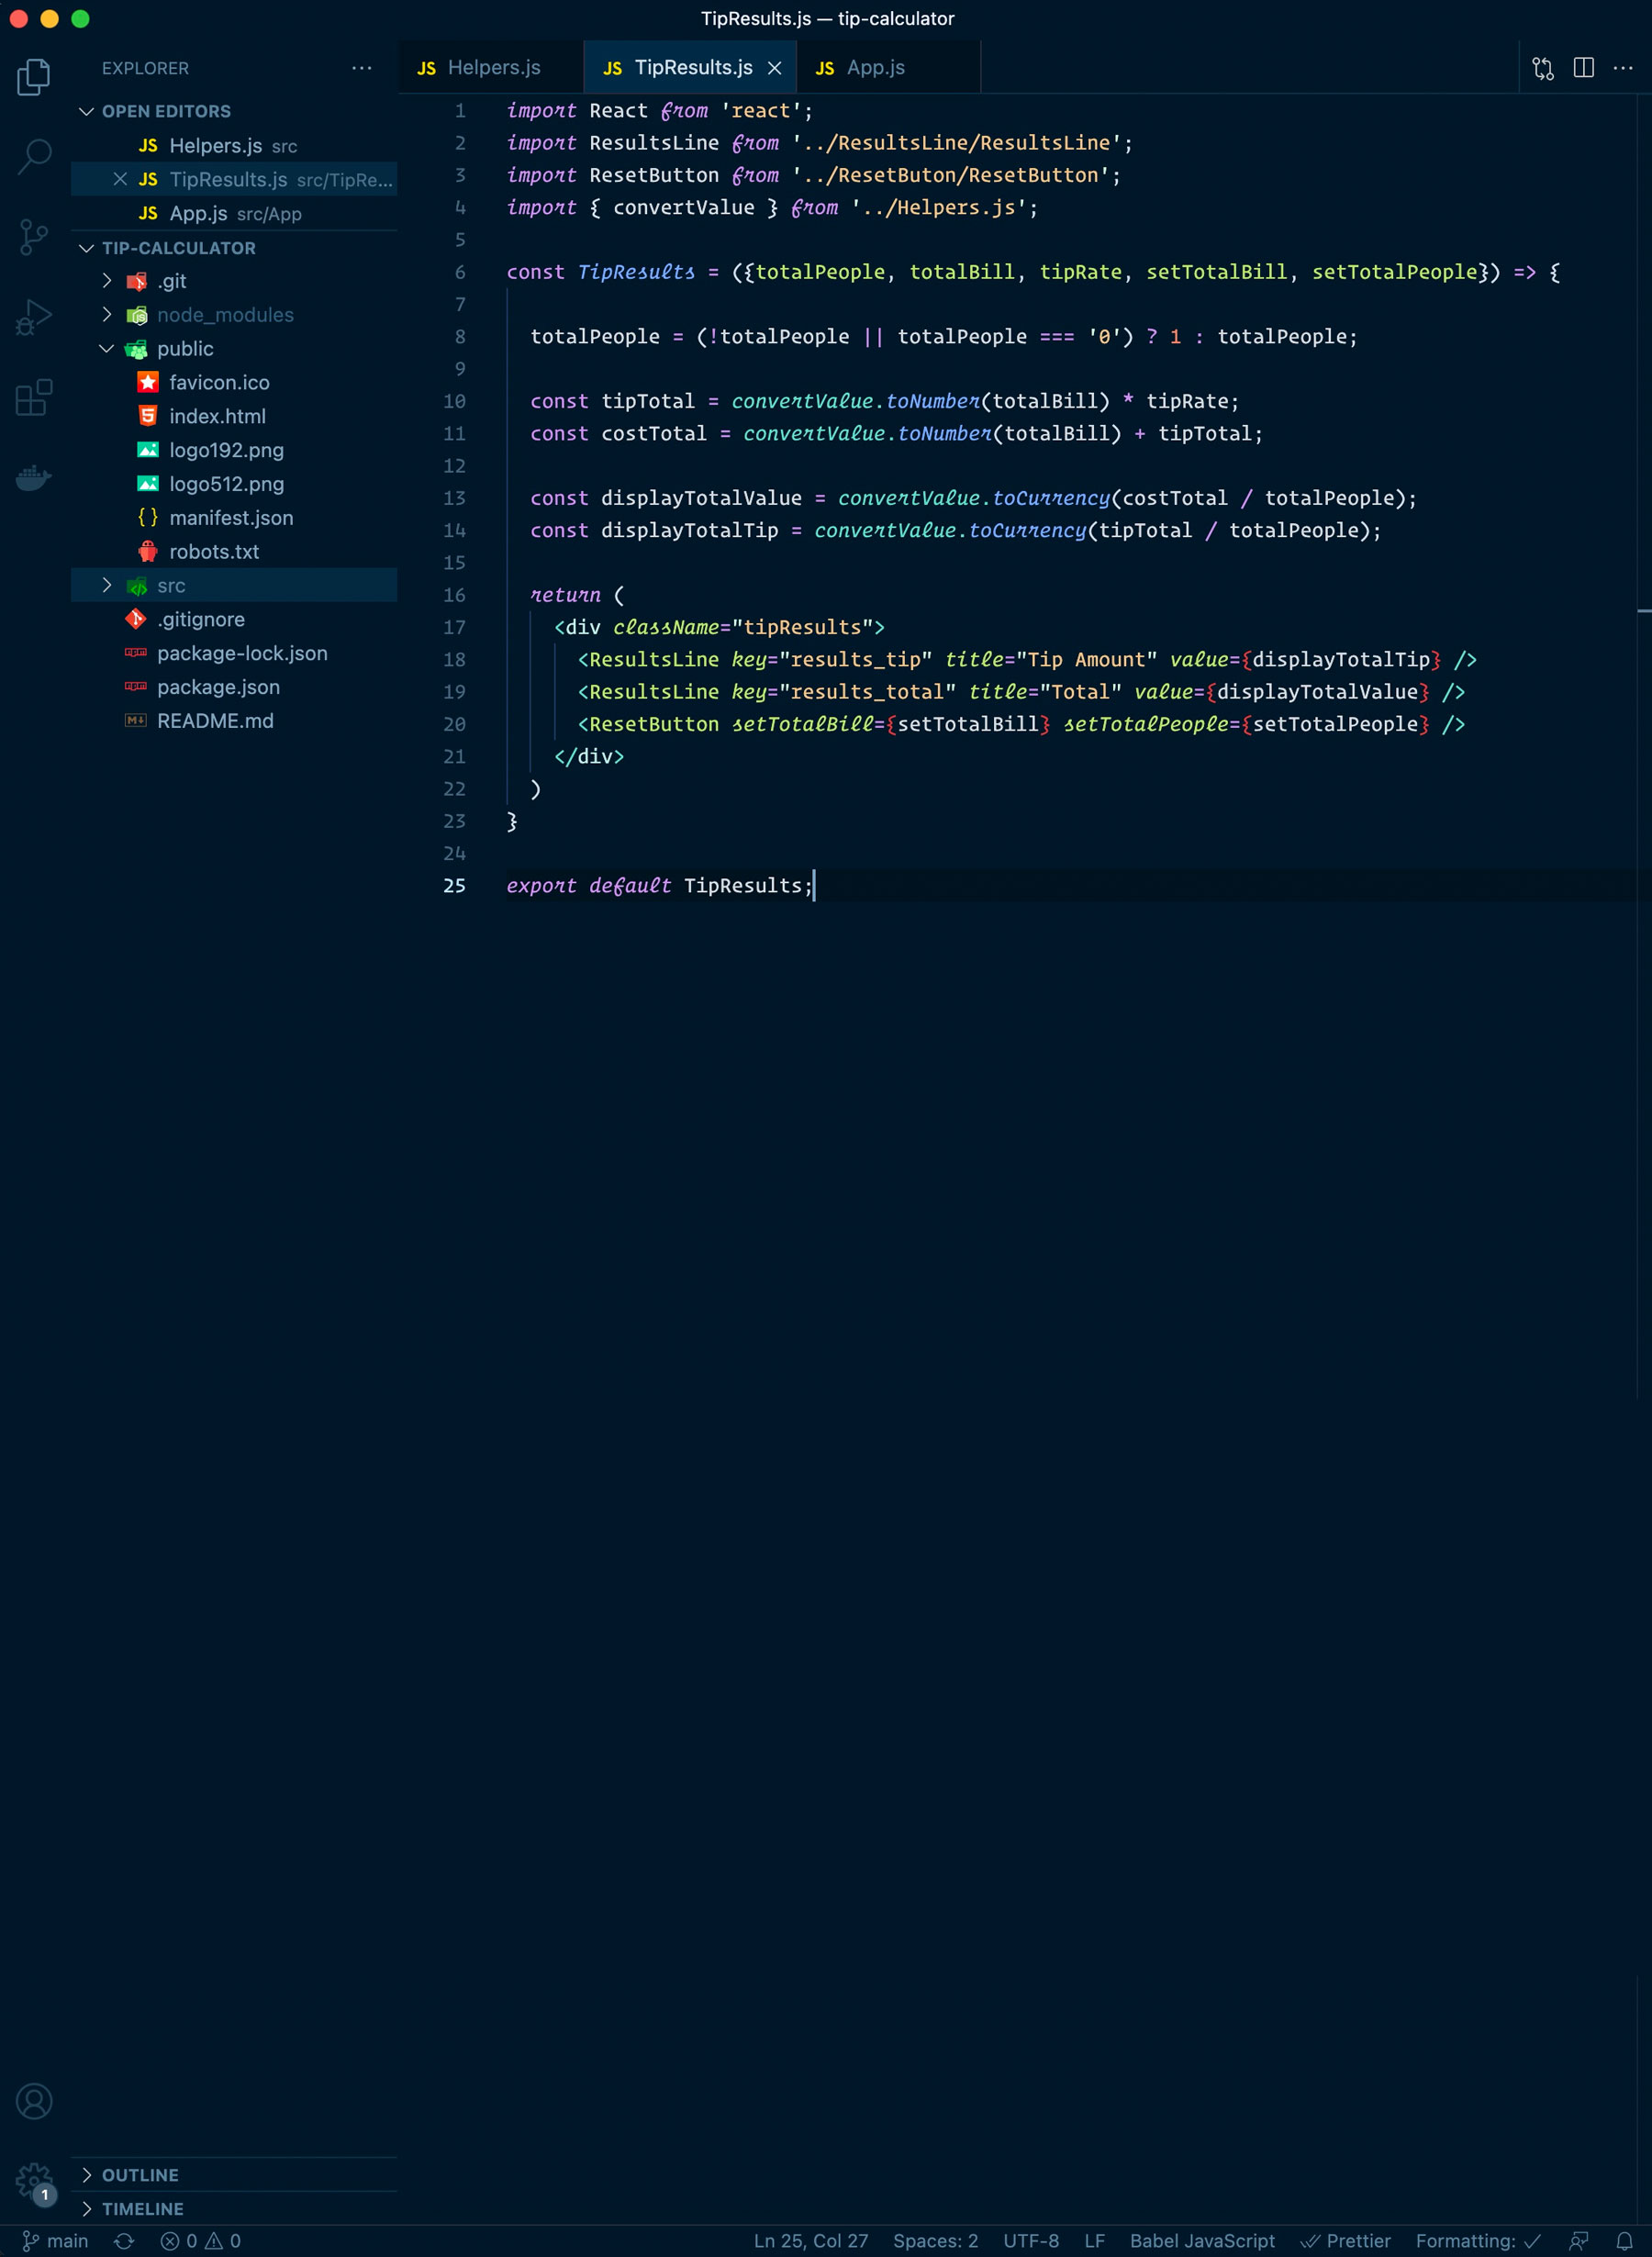 TipResults.js — tip-calculator
EXPLORER
OPEN EDITORS
JS Helpers.js src
JS TipResults.js src/TipRe...
JS App.js src/App
TIP-CALCULATOR
.git
node_modules
public
favicon.ico
index.html
logo192.png
logo512.png
{ } manifest.json
robots.txt
src
.gitignore
package-lock.json
package.json
README.md
OUTLINE
TIMELINE
JS Helpers.js JS TipResults.js JS App.js
1 import React from 'react';
2 import ResultsLine from '../ResultsLine/ResultsLine';
3 import ResetButton from '../ResetButon/ResetButton';
4 import { convertValue } from '../Helpers.js';
5
6 const TipResults = ({totalPeople, totalBill, tipRate, setTotalBill, setTotalPeople}) => {
7
8 totalPeople = (!totalPeople || totalPeople === '0') ? 1 : totalPeople;
9
10 const tipTotal = convertValue.toNumber(totalBill) * tipRate;
11 const costTotal = convertValue.toNumber(totalBill) + tipTotal;
12
13 const displayTotalValue = convertValue.toCurrency(costTotal / totalPeople);
14 const displayTotalTip = convertValue.toCurrency(tipTotal / totalPeople);
15
16 return (
17 <div className="tipResults">
18 <ResultsLine key="results_tip" title="Tip Amount" value={displayTotalTip} />
19 <ResultsLine key="results_total" title="Total" value={displayTotalValue} />
20 <ResetButton setTotalBill={setTotalBill} setTotalPeople={setTotalPeople} />
21 </div>
22 )
23 }
24
25 export default TipResults;
1
main 0 0 Ln 25, Col 27 Spaces: 2 UTF-8 LF Babel JavaScript Prettier Formatting: ✓